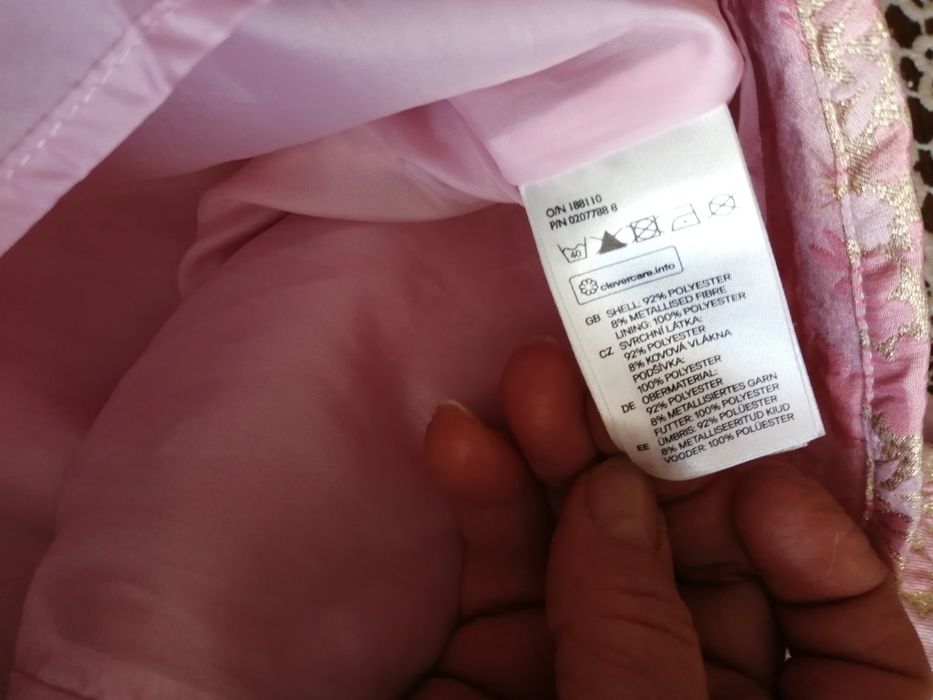 O/N 188110
P/N 0207788 8
40
clevercare.info
GB SHELL: 92% POLYESTER
8% METALLISED FIBRE
LINING: 100% POLYESTER
CZ SVRCHNÍ LÁTKA:
92% POLYESTER
8% KOVOVÁ VLÁKNA
PODŠÍVKA:
100% POLYESTER
DE OBERMATERIAL:
92% POLYESTER
8% METALLISIERTES GARN
FUTTER: 100% POLYESTER
EE ÜMBRIS: 92% POLÜESTER
8% METALLISEERITUD KIUD
VOODER: 100% POLÜESTER